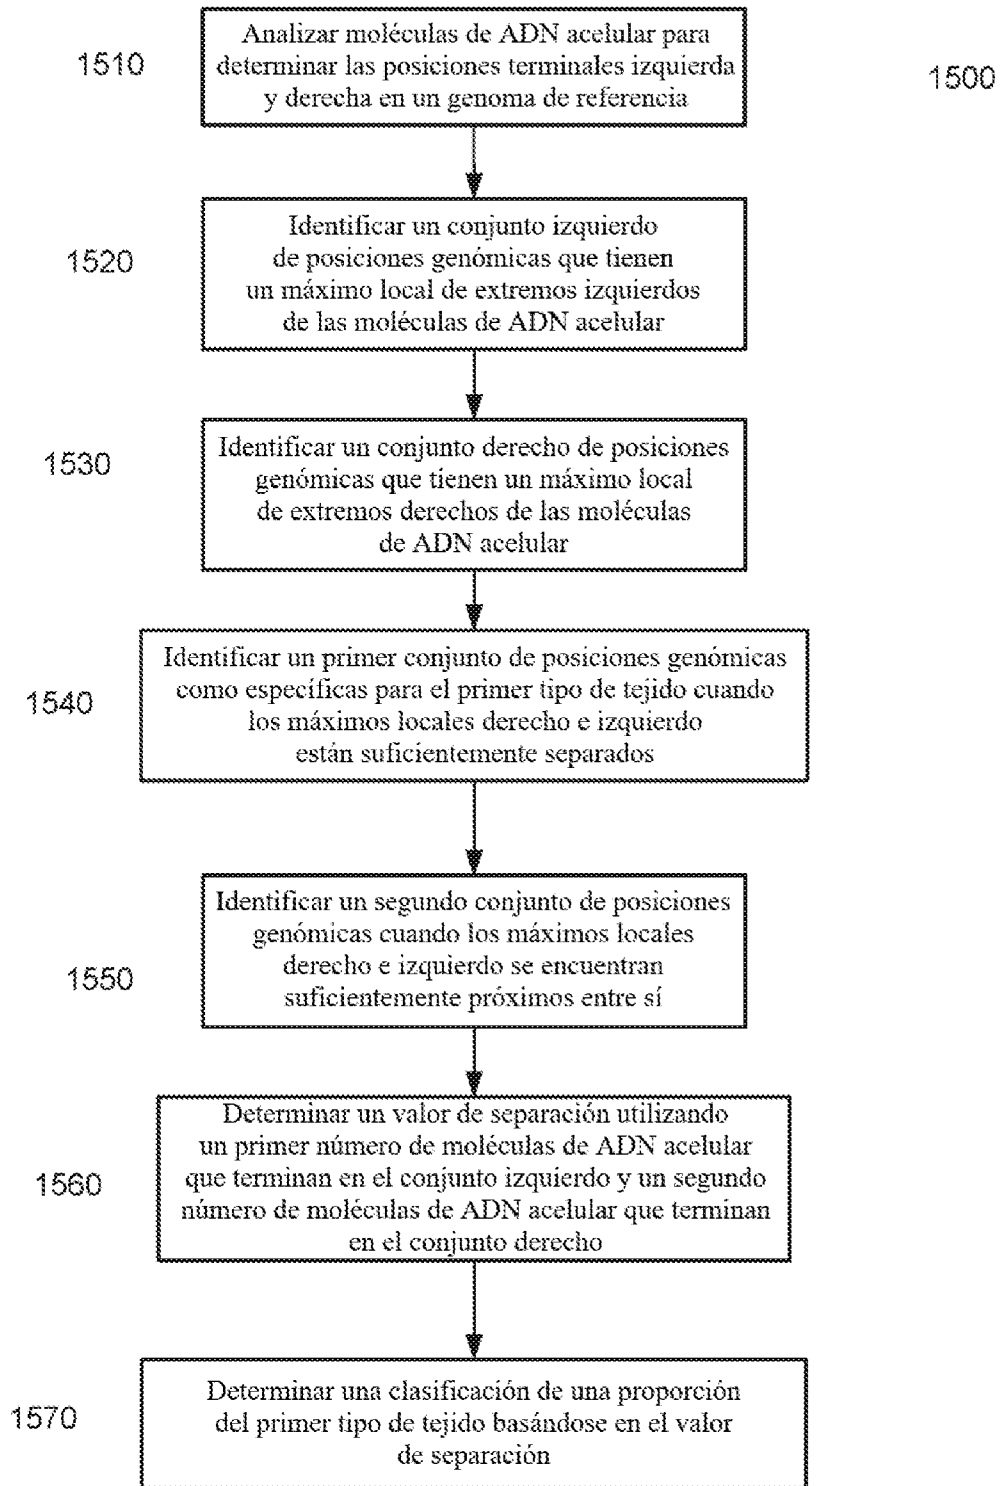 1500
1510
Analizar moléculas de ADN acelular para
determinar las posiciones terminales izquierda
y derecha en un genoma de referencia
1520
Identificar un conjunto izquierdo
de posiciones genómicas que tienen
un máximo local de extremos izquierdos
de las moléculas de ADN acelular
1530
Identificar un conjunto derecho de posiciones
genómicas que tienen un máximo local
de extremos derechos de las moléculas
de ADN acelular
1540
Identificar un primer conjunto de posiciones genómicas
como específicas para el primer tipo de tejido cuando
los máximos locales derecho e izquierdo
están suficientemente separados
1550
Identificar un segundo conjunto de posiciones
genómicas cuando los máximos locales
derecho e izquierdo se encuentran
suficientemente próximos entre sí
1560
Determinar un valor de separación utilizando
un primer número de moléculas de ADN acelular
que terminan en el conjunto izquierdo y un segundo
número de moléculas de ADN acelular que terminan
en el conjunto derecho
1570
Determinar una clasificación de una proporción
del primer tipo de tejido basándose en el valor
de separación